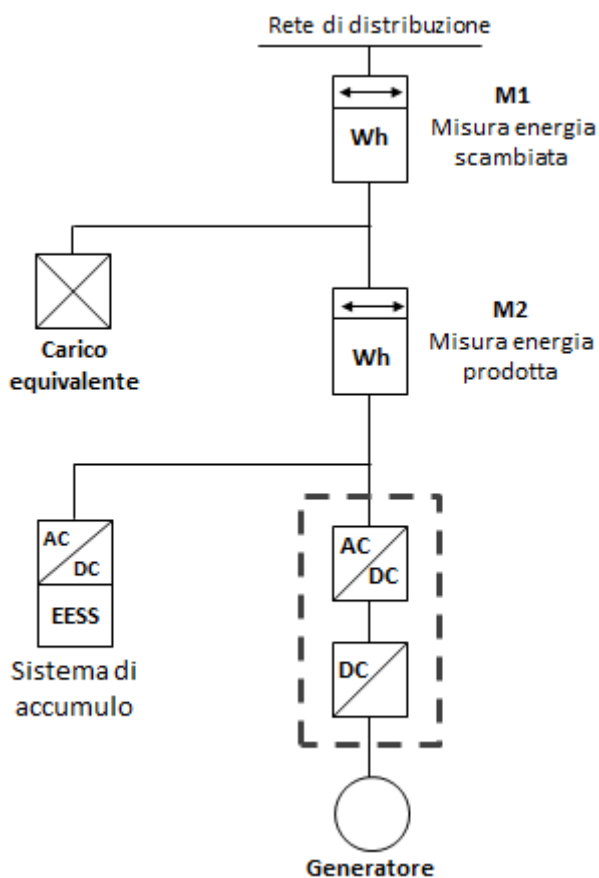 Rete di distribuzione
M1
Misura energia
scambiata
Wh
Carico
equivalente
M2
Misura energia
prodotta
Wh
AC
DC
EESS
Sistema di
accumulo
AC
DC
DC
Generatore